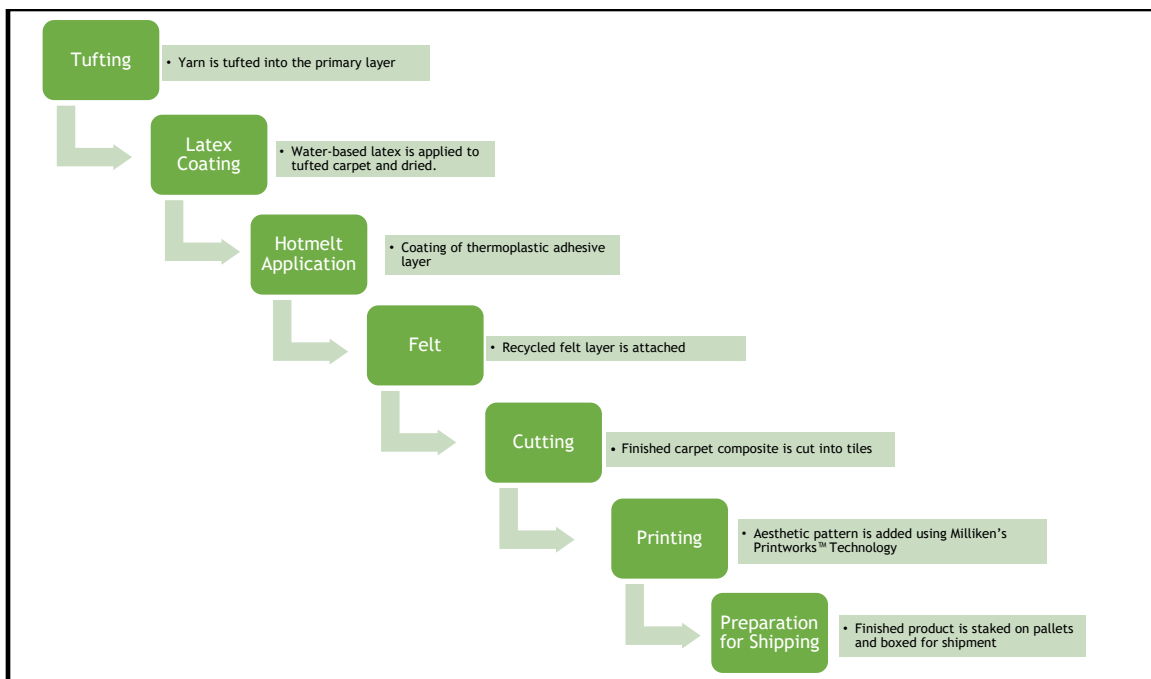 Tufting
• Yarn is tufted into the primary layer
Latex
Coating
• Water-based latex is applied to
tufted carpet and dried.
Hotmelt
Application
• Coating of thermoplastic adhesive
layer
Felt
• Recycled felt layer is attached
Cutting
• Finished carpet composite is cut into tiles
Printing
• Aesthetic pattern is added using Milliken’s
Printworks™ Technology
Preparation
for Shipping
• Finished product is staked on pallets
and boxed for shipment